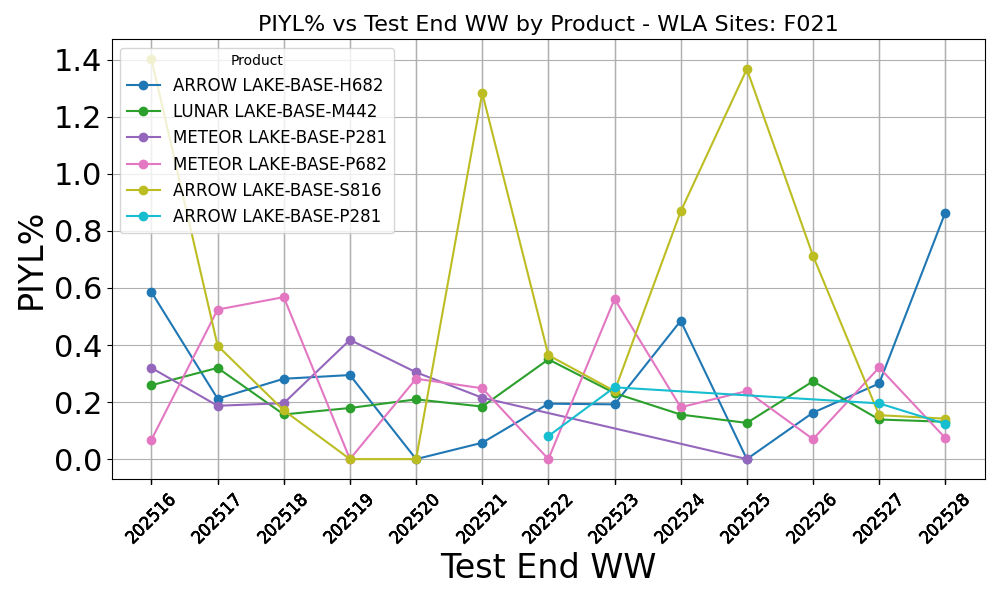 PIYL% vs Test End WW by Product - WLA Sites: F021
Product
ARROW LAKE-BASE-H682
LUNAR LAKE-BASE-M442
METEOR LAKE-BASE-P281
METEOR LAKE-BASE-P682
ARROW LAKE-BASE-S816
ARROW LAKE-BASE-P281
PIYL%
1.4
1.2
1.0
0.8
0.6
0.4
0.2
0.0
202516
202517
202518
202519
202520
202521
202522
202523
202524
202525
202526
202527
202528
Test End WW